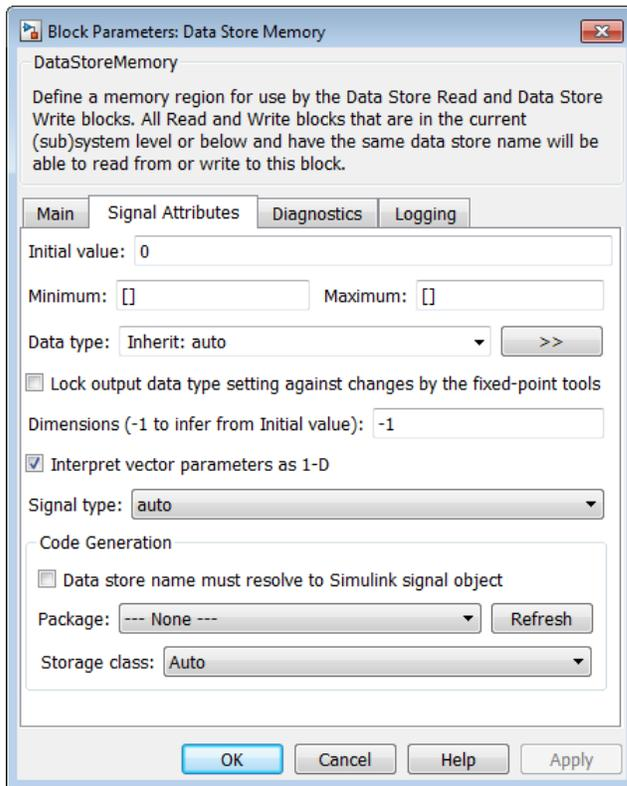 Block Parameters: Data Store Memory
DataStoreMemory
Define a memory region for use by the Data Store Read and Data Store
Write blocks. All Read and Write blocks that are in the current
(sub)system level or below and have the same data store name will be
able to read from or write to this block.
Main Signal Attributes Diagnostics Logging
Initial value: 0
Minimum: [] Maximum: []
Data type: Inherit: auto >>
Lock output data type setting against changes by the fixed-point tools
Dimensions (-1 to infer from Initial value): -1
Interpret vector parameters as 1-D
Signal type: auto
Code Generation
Data store name must resolve to Simulink signal object
Package: --- None --- Refresh
Storage class: Auto
OK Cancel Help Apply